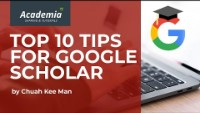 Academia
TOP 10 TIPS
FOR GOOGLE
SCHOLAR
by Chuah Kee Man